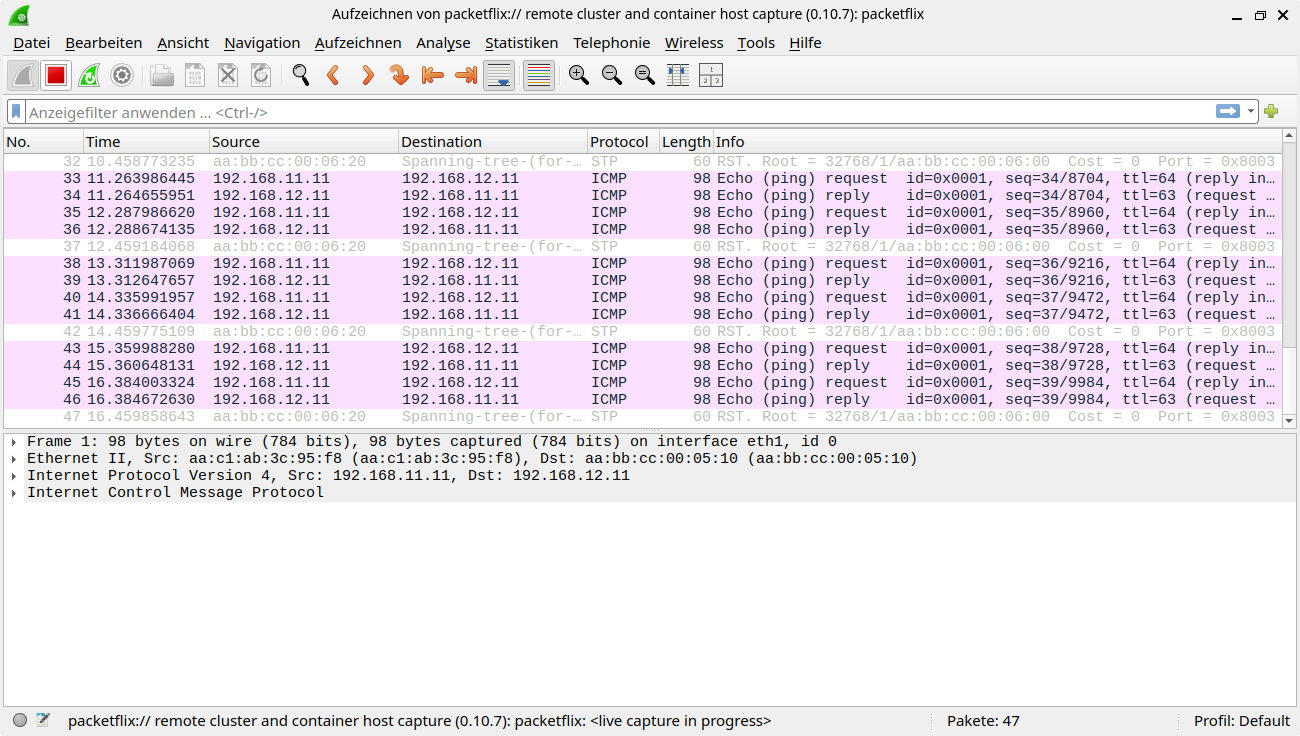 Aufzeichnen von packetflix:// remote cluster and container host capture (0.10.7): packetflix
Datei Bearbeiten Ansicht Navigation Aufzeichnen Analyse Statistiken Telephonie Wireless Tools Hilfe
Anzeigefilter anwenden ... <Ctrl-/>
No. Time Source Destination Protocol Length Info
32 10.458773235 aa:bb:cc:00:06:20 Spanning-tree-(for-… STP 60 RST. Root = 32768/1/aa:bb:cc:00:06:00 Cost = 0 Port = 0x8003
33 11.263986445 192.168.11.11 192.168.12.11 ICMP 98 Echo (ping) request id=0x0001, seq=34/8704, ttl=64 (reply in…
34 11.264655951 192.168.12.11 192.168.11.11 ICMP 98 Echo (ping) reply id=0x0001, seq=34/8704, ttl=63 (request …
35 12.287986620 192.168.11.11 192.168.12.11 ICMP 98 Echo (ping) request id=0x0001, seq=35/8960, ttl=64 (reply in…
36 12.288674135 192.168.12.11 192.168.11.11 ICMP 98 Echo (ping) reply id=0x0001, seq=35/8960, ttl=63 (request …
37 12.459184068 aa:bb:cc:00:06:20 Spanning-tree-(for-… STP 60 RST. Root = 32768/1/aa:bb:cc:00:06:00 Cost = 0 Port = 0x8003
38 13.311987069 192.168.11.11 192.168.12.11 ICMP 98 Echo (ping) request id=0x0001, seq=36/9216, ttl=64 (reply in…
39 13.312647657 192.168.12.11 192.168.11.11 ICMP 98 Echo (ping) reply id=0x0001, seq=36/9216, ttl=63 (request …
40 14.335991957 192.168.11.11 192.168.12.11 ICMP 98 Echo (ping) request id=0x0001, seq=37/9472, ttl=64 (reply in…
41 14.336666404 192.168.12.11 192.168.11.11 ICMP 98 Echo (ping) reply id=0x0001, seq=37/9472, ttl=63 (request …
42 14.459775109 aa:bb:cc:00:06:20 Spanning-tree-(for-… STP 60 RST. Root = 32768/1/aa:bb:cc:00:06:00 Cost = 0 Port = 0x8003
43 15.359988280 192.168.11.11 192.168.12.11 ICMP 98 Echo (ping) request id=0x0001, seq=38/9728, ttl=64 (reply in…
44 15.360648131 192.168.12.11 192.168.11.11 ICMP 98 Echo (ping) reply id=0x0001, seq=38/9728, ttl=63 (request …
45 16.384003324 192.168.11.11 192.168.12.11 ICMP 98 Echo (ping) request id=0x0001, seq=39/9984, ttl=64 (reply in…
46 16.384672630 192.168.12.11 192.168.11.11 ICMP 98 Echo (ping) reply id=0x0001, seq=39/9984, ttl=63 (request …
47 16.459858643 aa:bb:cc:00:06:20 Spanning-tree-(for-… STP 60 RST. Root = 32768/1/aa:bb:cc:00:06:00 Cost = 0 Port = 0x8003
Frame 1: 98 bytes on wire (784 bits), 98 bytes captured (784 bits) on interface eth1, id 0
Ethernet II, Src: aa:c1:ab:3c:95:f8 (aa:c1:ab:3c:95:f8), Dst: aa:bb:cc:00:05:10 (aa:bb:cc:00:05:10)
Internet Protocol Version 4, Src: 192.168.11.11, Dst: 192.168.12.11
Internet Control Message Protocol
packetflix:// remote cluster and container host capture (0.10.7): packetflix: <live capture in progress> Pakete: 47 Profil: Default